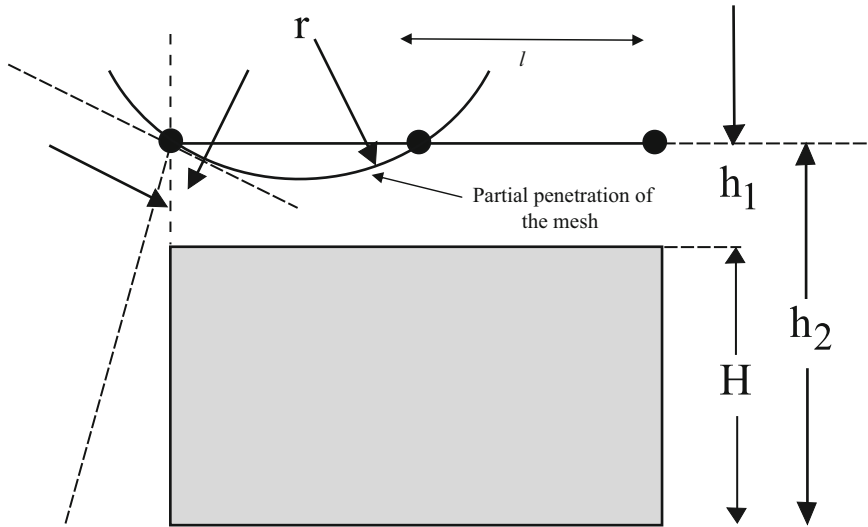 r
l
Partial penetration of
the mesh
h1
h2
H